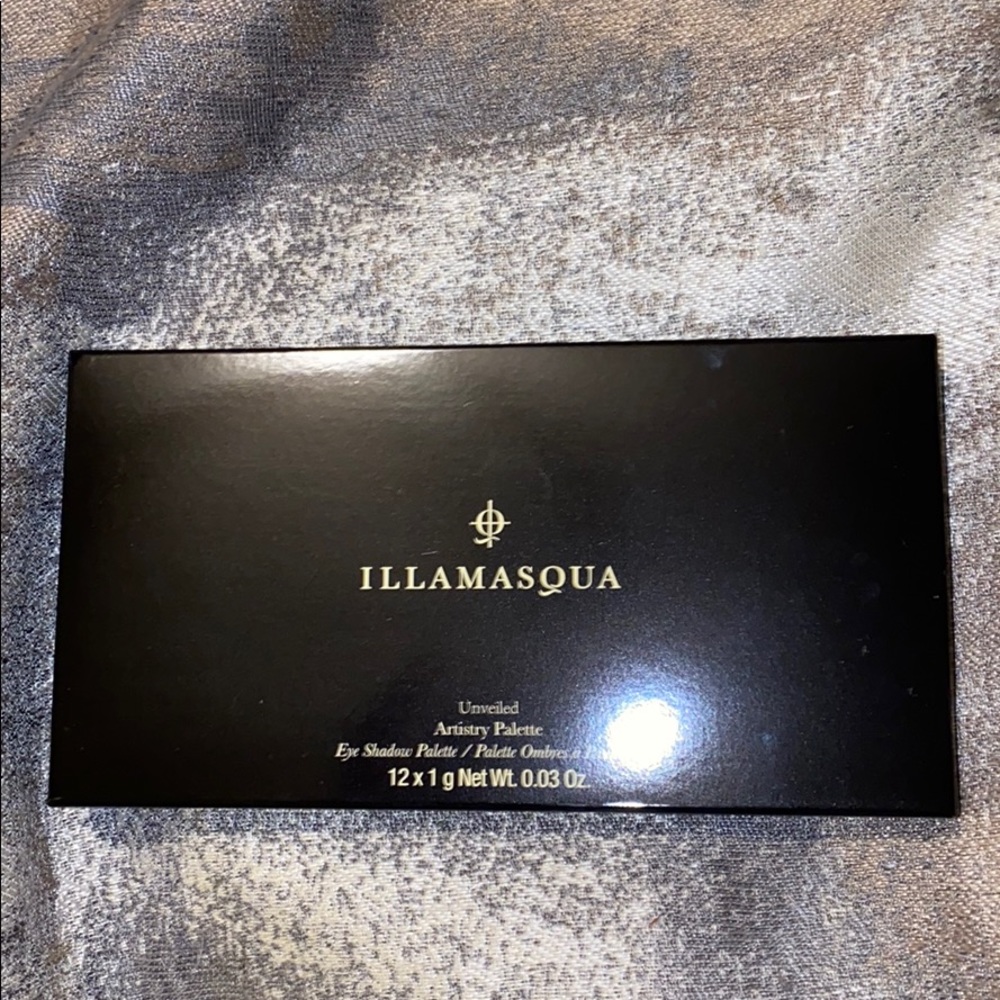 ILLAMASQUA
Unveiled
Artistry Palette
Eye Shadow Palette / Palette Ombres à
12 x 1 g Net Wt. 0.03 Oz.